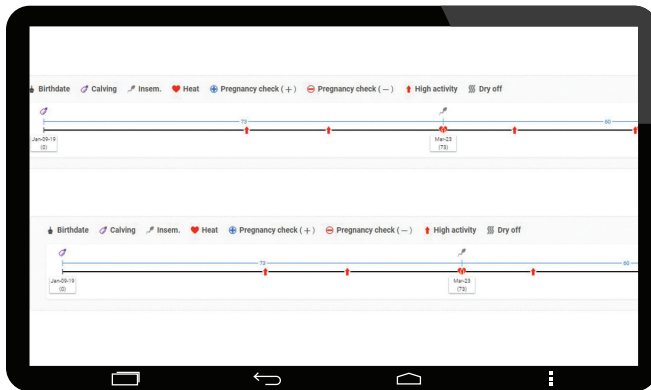 Birthdate Calving Insem. Heat Pregnancy check ( + ) Pregnancy check ( − ) High activity Dry off
73 60
Jan-09-19 Mar-23
(0) (73)
Birthdate Calving Insem. Heat Pregnancy check ( + ) Pregnancy check ( − ) High activity Dry off
73 60
Jan-09-19 Mar-23
(0) (73)